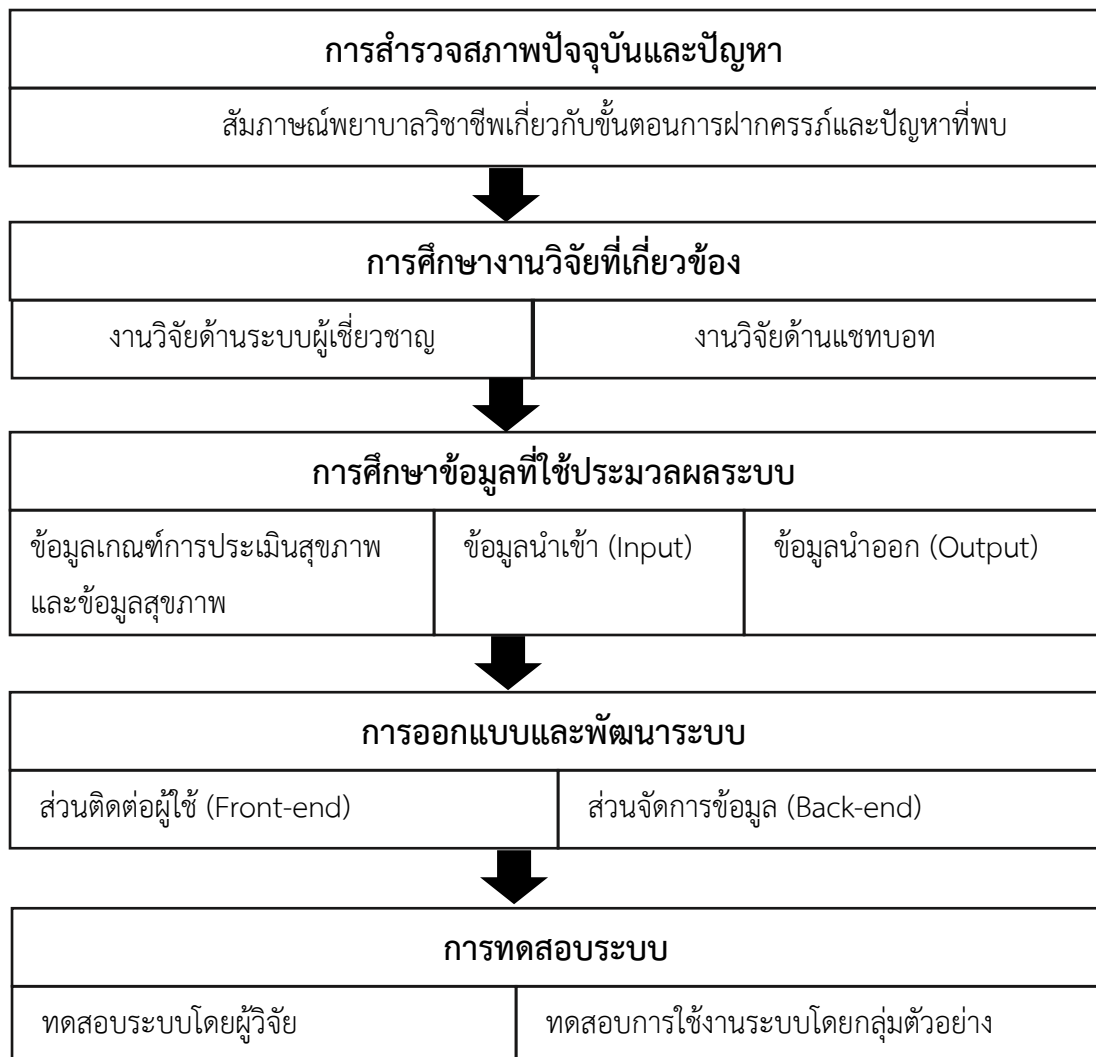 การสำรวจสภาพปัจจุบันและปัญหา
สัมภาษณ์พยาบาลวิชาชีพเกี่ยวกับขั้นตอนการฝากครรภ์และปัญหาที่พบ
การศึกษางานวิจัยที่เกี่ยวข้อง
งานวิจัยด้านระบบผู้เชี่ยวชาญ
งานวิจัยด้านแชทบอท
การศึกษาข้อมูลที่ใช้ประมวลผลระบบ
ข้อมูลเกณฑ์การประเมินสุขภาพ
และข้อมูลสุขภาพ
ข้อมูลนำเข้า (Input)
ข้อมูลนำออก (Output)
การออกแบบและพัฒนาระบบ
ส่วนติดต่อผู้ใช้ (Front-end)
ส่วนจัดการข้อมูล (Back-end)
การทดสอบระบบ
ทดสอบระบบโดยผู้วิจัย
ทดสอบการใช้งานระบบโดยกลุ่มตัวอย่าง